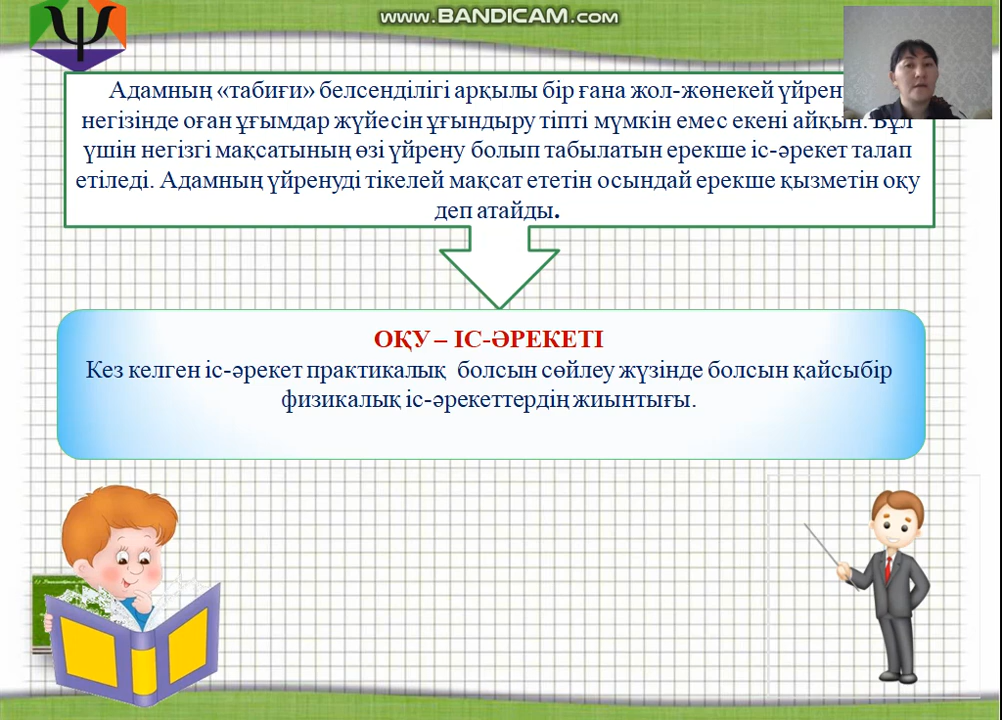 www.BANDICAM.com
Адамның «табиғи» белсенділігі арқылы бір ғана жол-жөнекей
негізінде оған ұғымдар жүйесін ұғындыру тіпті мүмкін емес екені айқын. Бұл
үшін негізгі мақсатының өзі үйрену болып табылатын ерекше іс-әрекет талап
етіледі. Адамның үйренуді тікелей мақсат ететін осындай ерекше қызметін оқу
деп атайды.
ОҚУ – ІС-ӘРЕКЕТІ
Кез келген іс-әрекет практикалық болсын сөйлеу жүзінде болсын қайсыбір
физикалық іс-әрекеттердің жиынтығы.